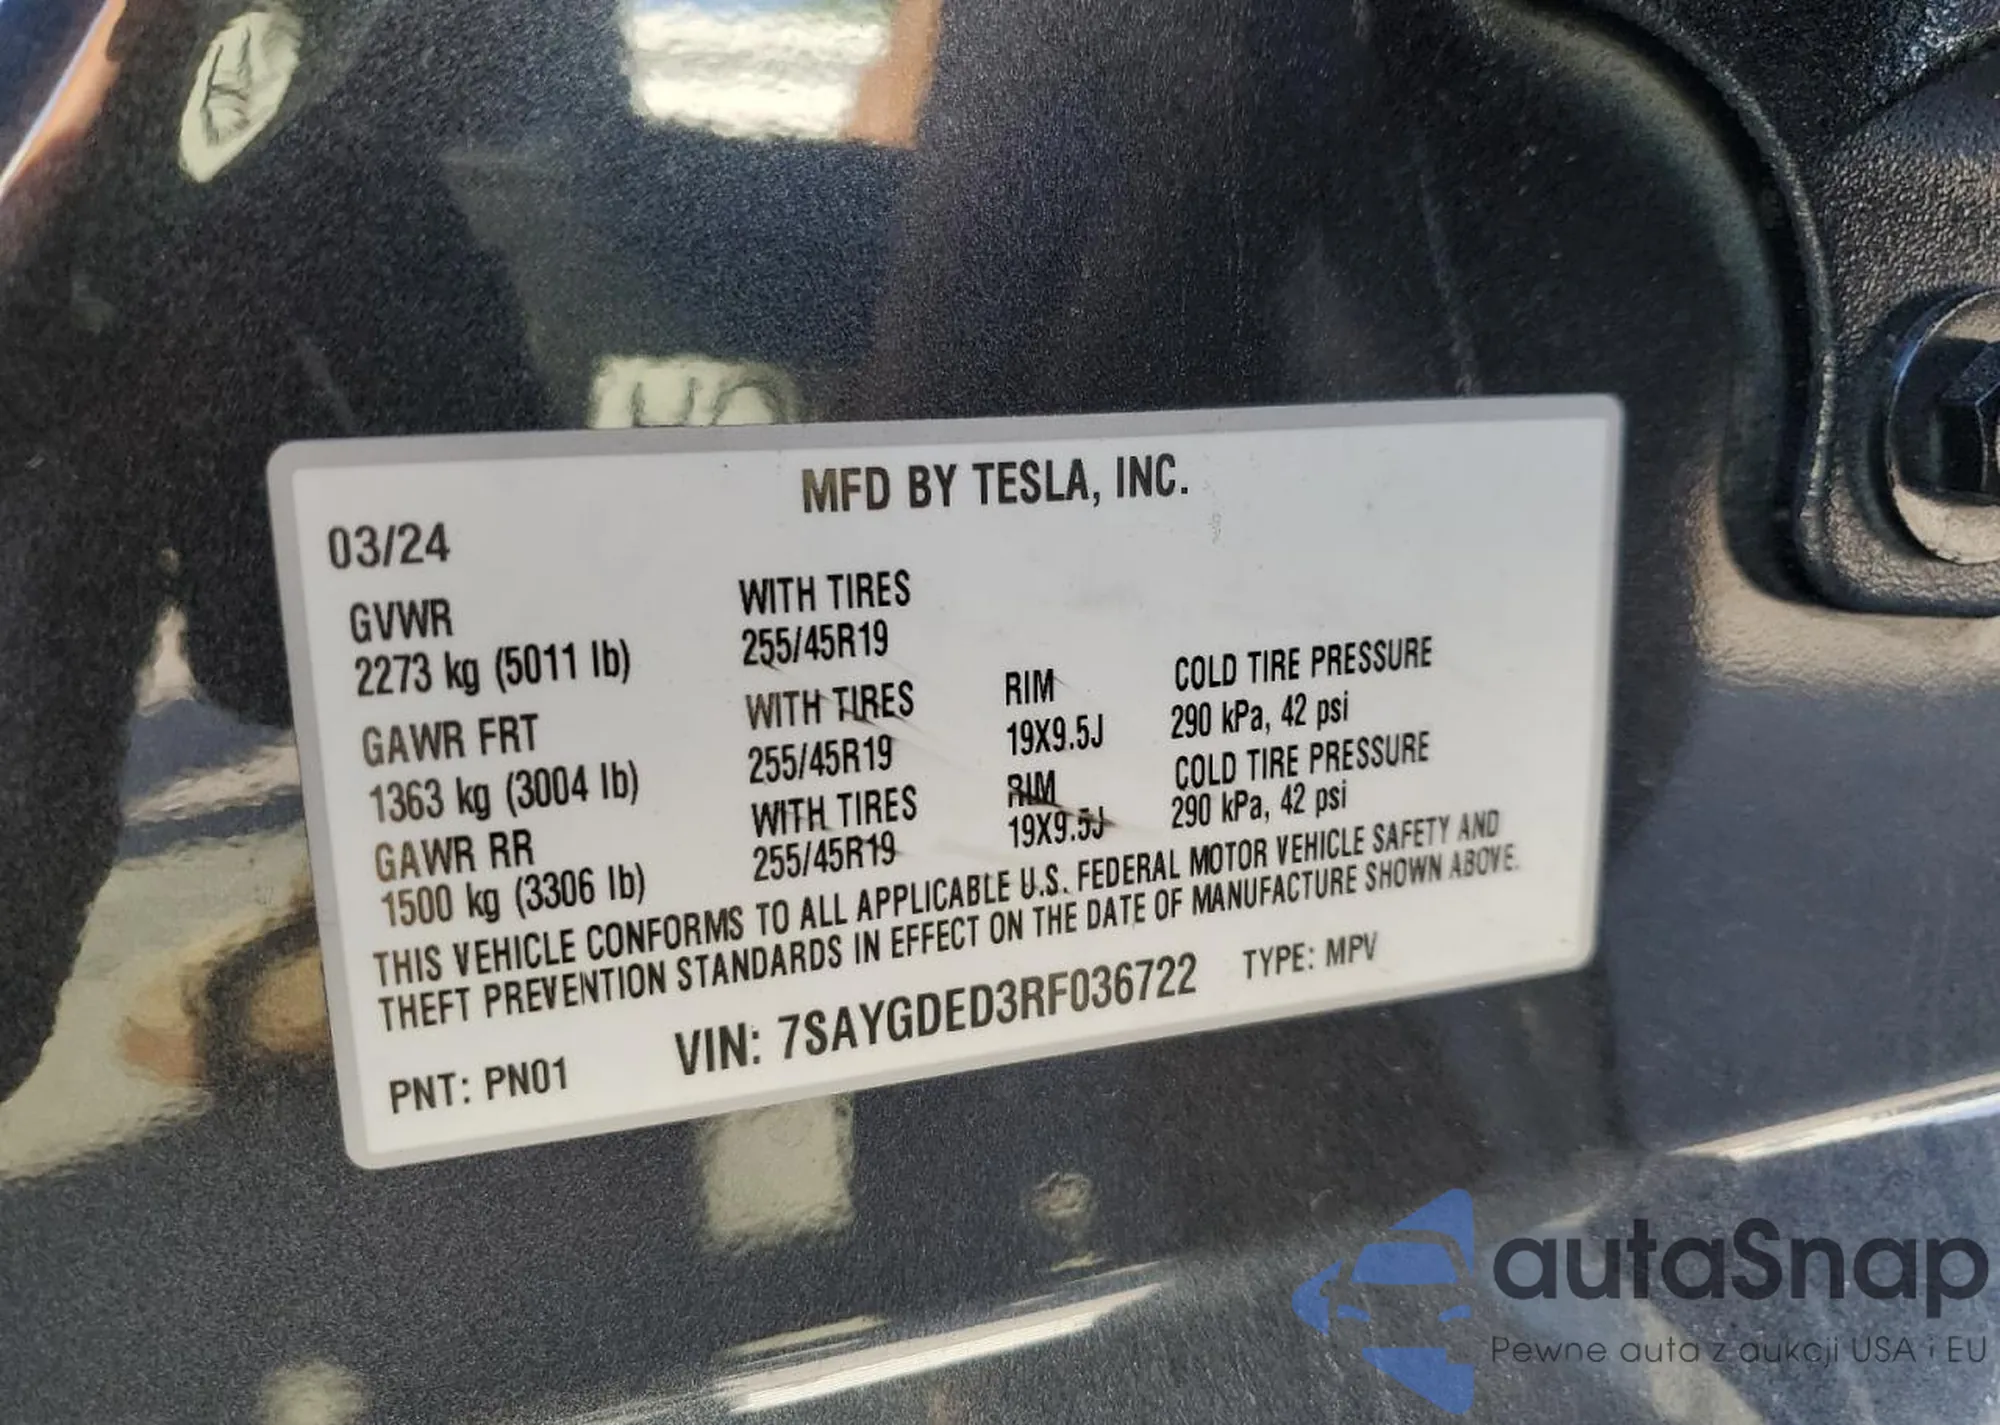 MFD BY TESLA, INC.
03/24
GVWR WITH TIRES
2273 kg (5011 lb) 255/45R19
GAWR FRT WITH TIRES RIM COLD TIRE PRESSURE
1363 kg (3004 lb) 255/45R19 19X9.5J 290 kPa, 42 psi
GAWR RR WITH TIRES RIM COLD TIRE PRESSURE
1500 kg (3306 lb) 255/45R19 19X9.5J 290 kPa, 42 psi
THIS VEHICLE CONFORMS TO ALL APPLICABLE U.S. FEDERAL MOTOR VEHICLE SAFETY AND
THEFT PREVENTION STANDARDS IN EFFECT ON THE DATE OF MANUFACTURE SHOWN ABOVE.
PNT: PN01 VIN: 7SAYGDED3RF036722 TYPE: MPV
autaSnap
Pewne auta z aukcji USA i EU